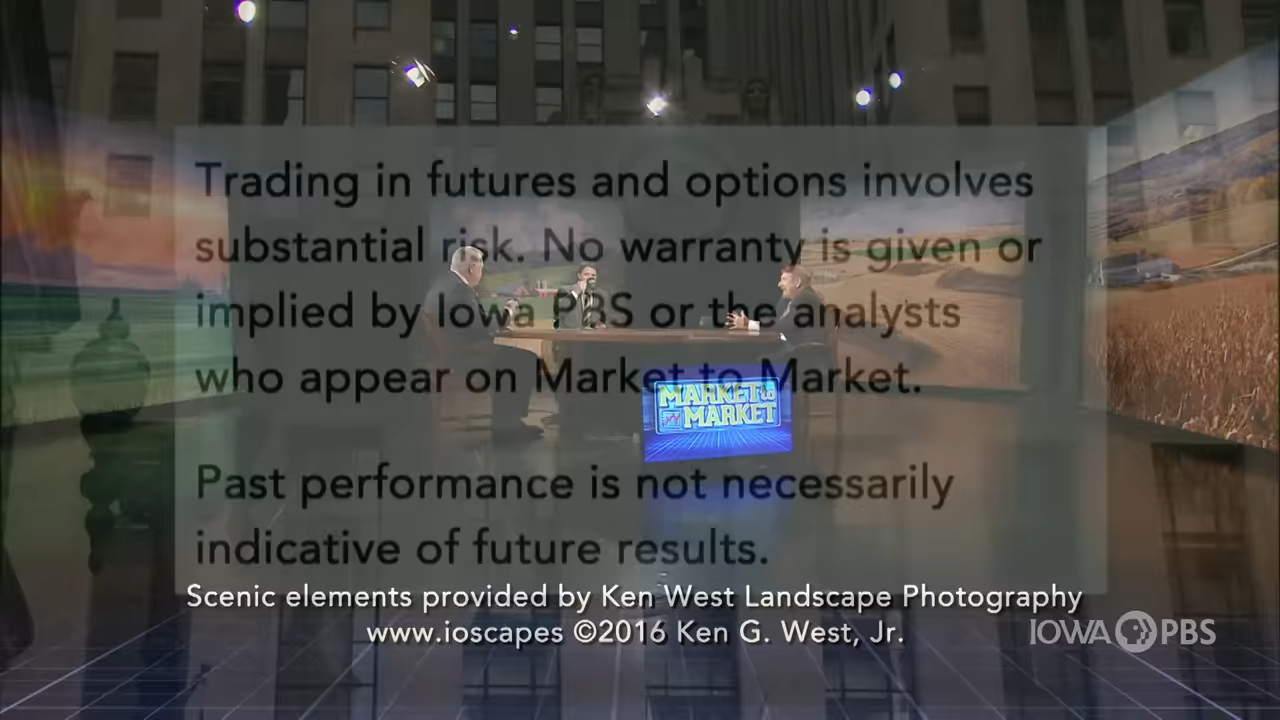 Trading in futures and options involves
substantial risk. No warranty is given or
implied by Iowa PBS or the analysts
who appear on Market to Market.
MARKET to
MARKET
Past performance is not necessarily
indicative of future results.
Scenic elements provided by Ken West Landscape Photography
www.ioscapes ©2016 Ken G. West, Jr.
IOWA PBS